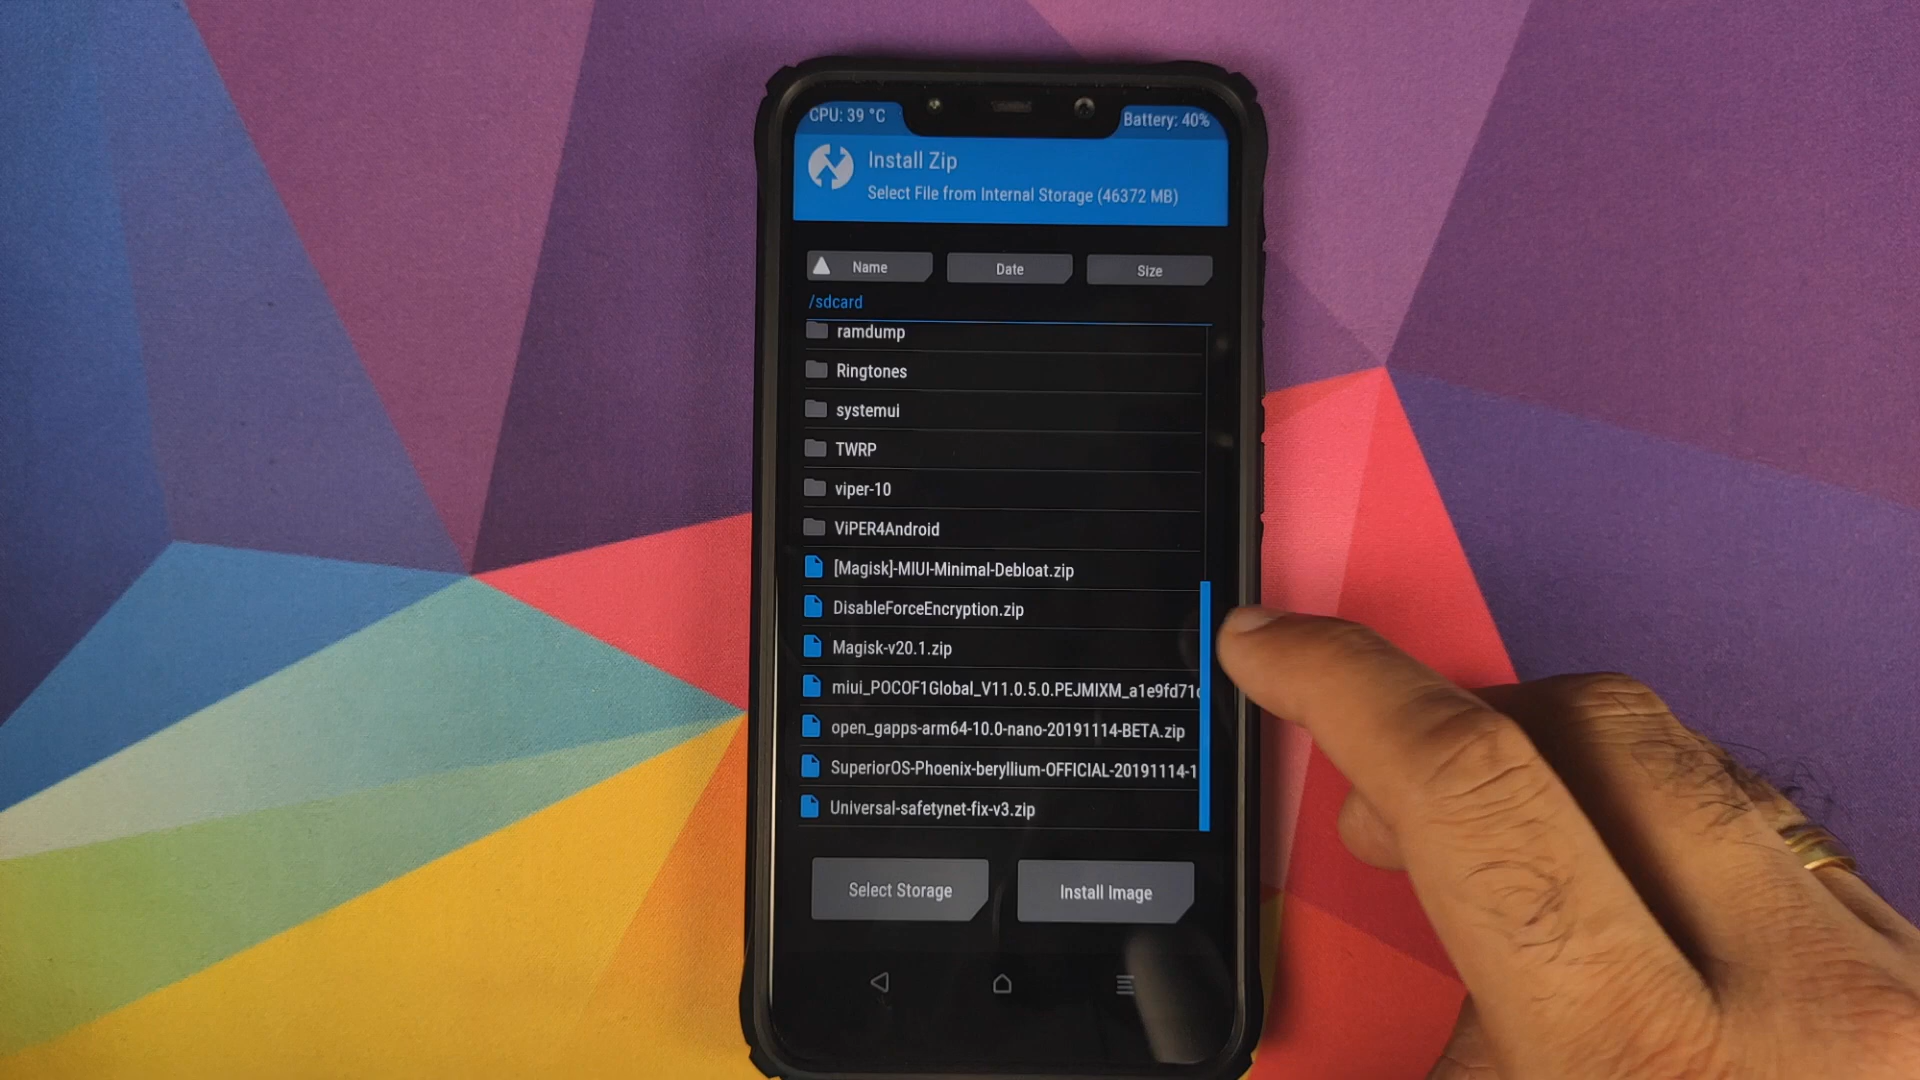 CPU: 39 °C
Battery: 40%
Install Zip
Select File from Internal Storage (46372 MB)
Name
Date
Size
/sdcard
ramdump
Ringtones
systemui
TWRP
viper-10
ViPER4Android
[Magisk]-MIUI-Minimal-Debloat.zip
DisableForceEncryption.zip
Magisk-v20.1.zip
miui_POCOF1Global_V11.0.5.0.PEJMIXM_a1e9fd71c
open_gapps-arm64-10.0-nano-20191114-BETA.zip
SuperiorOS-Phoenix-beryllium-OFFICIAL-20191114-1
Universal-safetynet-fix-v3.zip
Select Storage
Install Image